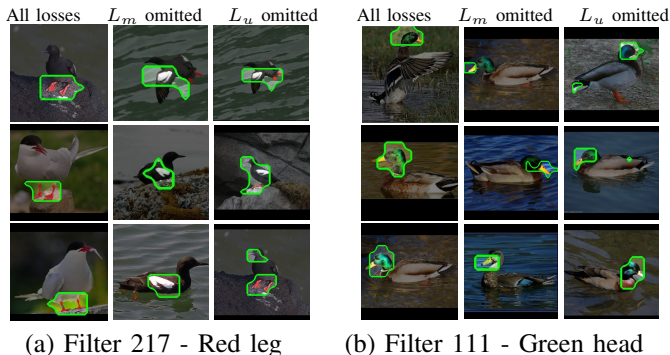 All losses L_m omitted L_u omitted All losses L_m omitted L_u omitted
(a) Filter 217 - Red leg (b) Filter 111 - Green head